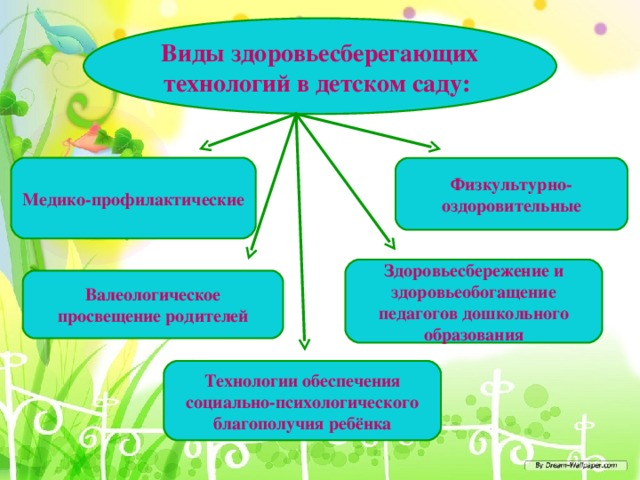 Виды здоровьесберегающих
технологий в детском саду:
Медико-профилактические
Физкультурно-
оздоровительные
Валеологическое
просвещение родителей
Здоровьесбережение и
здоровьеобогащение
педагогов дошкольного
образования
Технологии обеспечения
социально-психологического
благополучия ребёнка
By Dream-Wallpaper.com